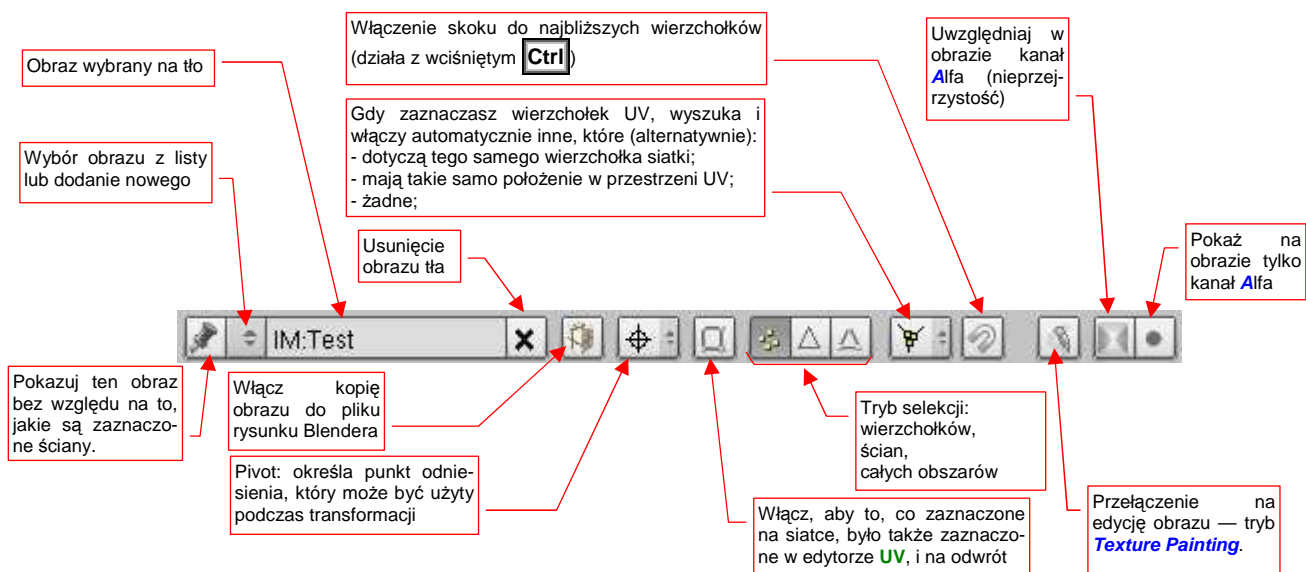 Włączenie skoku do najbliższych wierzchołków
(działa z wciśniętym Ctrl)
Uwzględniaj w
obrazie kanał
Alfa (nieprzej-
rzystość)
Obraz wybrany na tło
Gdy zaznaczasz wierzchołek UV, wyszuka i
włączy automatycznie inne, które (alternatywnie):
- dotyczą tego samego wierzchołka siatki;
- mają takie samo położenie w przestrzeni UV;
- żadne;
Wybór obrazu z listy
lub dodanie nowego
Usunięcie
obrazu tła
Pokaż na
obrazie tylko
kanał Alfa
IM:Test
Pokazuj ten obraz
bez względu na to,
jakie są zaznaczo-
ne ściany.
Włącz kopię
obrazu do pliku
rysunku Blendera
Pivot: określa punkt odnie-
sienia, który może być użyty
podczas transformacji
Tryb selekcji:
wierzchołków,
ścian,
całych obszarów
Włącz, aby to, co zaznaczone
na siatce, było także zaznaczo-
ne w edytorze UV, i na odwrót
Przełączenie na
edycję obrazu — tryb
Texture Painting.